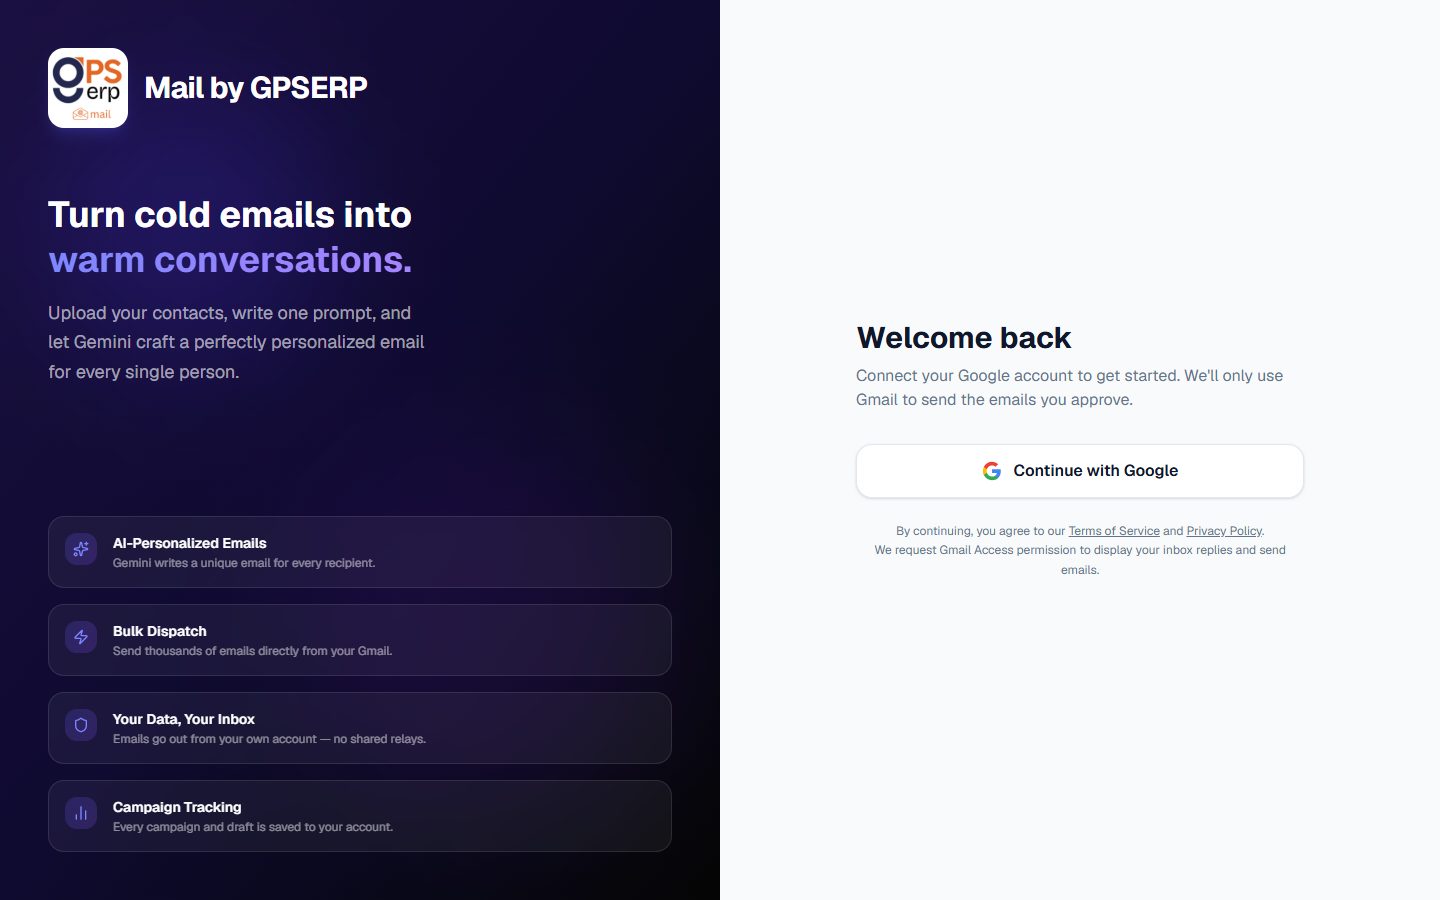 gPS
erp
mail
Mail by GPSERP
Turn cold emails into
warm conversations.
Upload your contacts, write one prompt, and
let Gemini craft a perfectly personalized email
for every single person.
AI-Personalized Emails
Gemini writes a unique email for every recipient.
Bulk Dispatch
Send thousands of emails directly from your Gmail.
Your Data, Your Inbox
Emails go out from your own account — no shared relays.
Campaign Tracking
Every campaign and draft is saved to your account.
Welcome back
Connect your Google account to get started. We'll only use
Gmail to send the emails you approve.
Continue with Google
By continuing, you agree to our Terms of Service and Privacy Policy.
We request Gmail Access permission to display your inbox replies and send
emails.